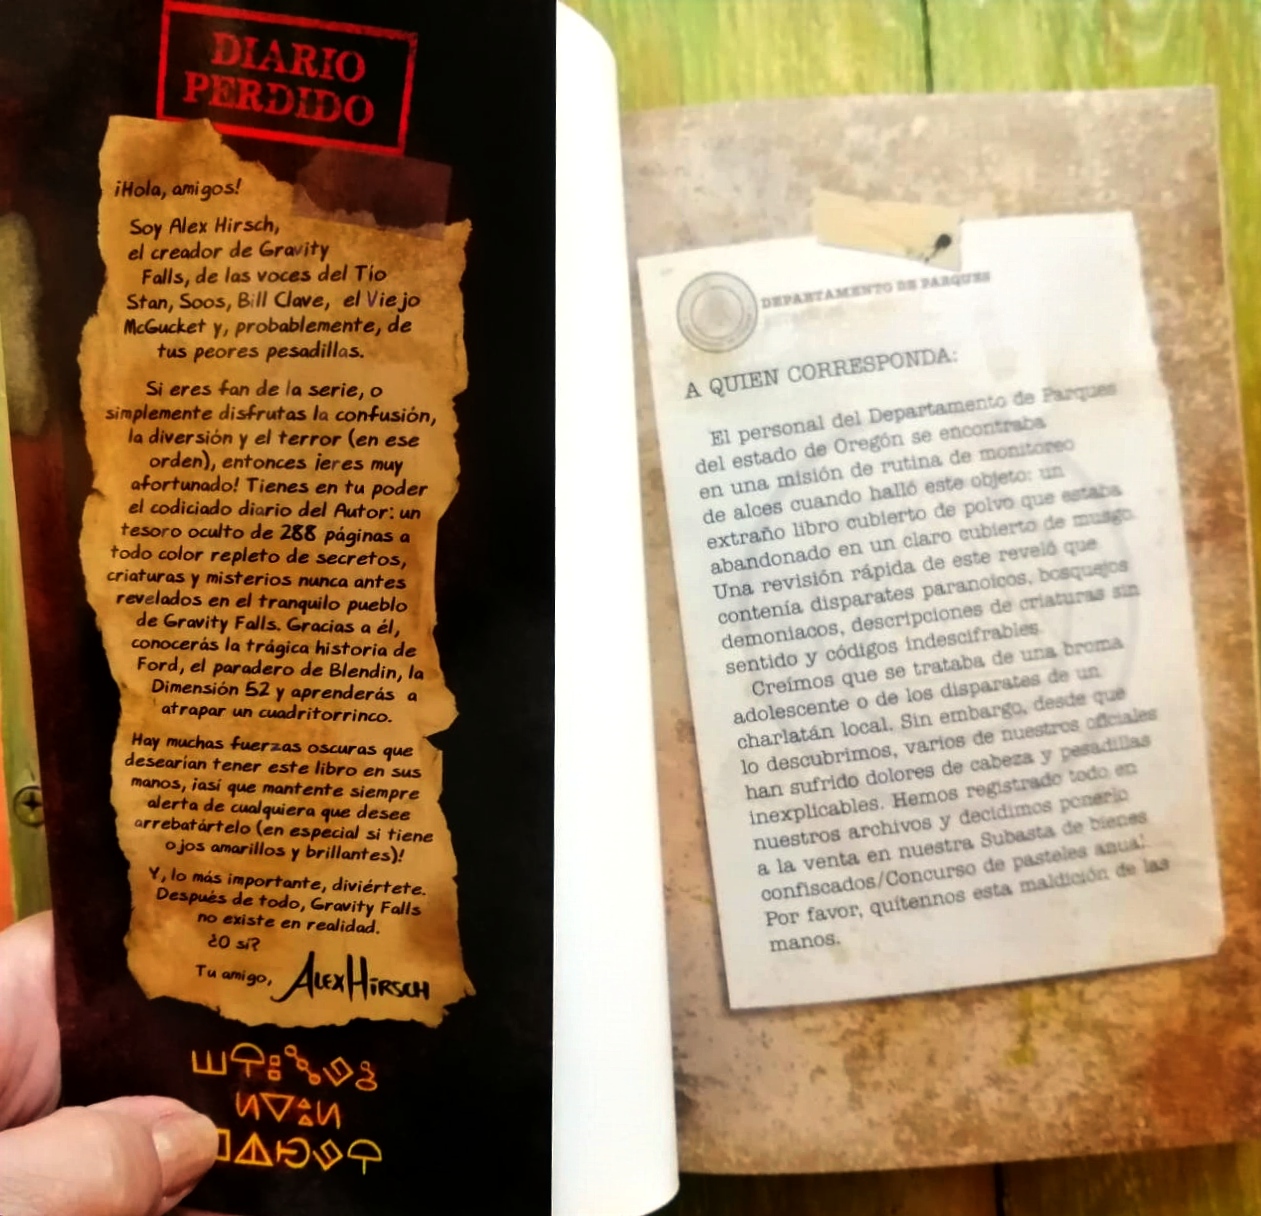 DIARIO
PERDIDO
¡Hola, amigos!
Soy Alex Hirsch,
el creador de Gravity
Falls, de las voces del Tío
Stan, Soos, Bill Clave, el Viejo
McGucket y, probablemente, de
tus peores pesadillas.
Si eres fan de la serie, o
simplemente disfrutas la confusión,
la diversión y el terror (en ese
orden), entonces ¡eres muy
afortunado! Tienes en tu poder
el codiciado diario del Autor: un
tesoro oculto de 288 páginas a
todo color repleto de secretos,
criaturas y misterios nunca antes
revelados en el tranquilo pueblo
de Gravity Falls. Gracias a él,
conocerás la trágica historia de
Ford, el paradero de Blendin, la
Dimensión 52 y aprenderás a
atrapar un cuadritorrinco.
Hay muchas fuerzas oscuras que
desearían tener este libro en sus
manos, ¡así que mantente siempre
alerta de cualquiera que desee
arrebatártelo (en especial si tiene
ojos amarillos y brillantes)!
Y, lo más importante, diviértete.
Después de todo, Gravity Falls
no existe en realidad.
¿O sí?
Tu amigo, ALEX HIRSCH
DEPARTAMENTO DE PARQUES
A QUIEN CORRESPONDA:
El personal del Departamento de Parques
del estado de Oregón se encontraba
en una misión de rutina de monitoreo
de alces cuando halló este objeto: un
extraño libro cubierto de polvo que estaba
abandonado en un claro cubierto de musgo.
Una revisión rápida de este reveló que
contenía disparates paranoicos, bosquejos
demoniacos, descripciones de criaturas sin
sentido y códigos indescifrables.
Creímos que se trataba de una broma
adolescente o de los disparates de un
charlatán local. Sin embargo, desde que
lo descubrimos, varios de nuestros oficiales
han sufrido dolores de cabeza y pesadillas
inexplicables. Hemos registrado todo en
nuestros archivos y decidimos ponerlo
a la venta en nuestra Subasta de bienes
confiscados/Concurso de pasteles anual.
Por favor, quítennos esta maldición de las
manos.